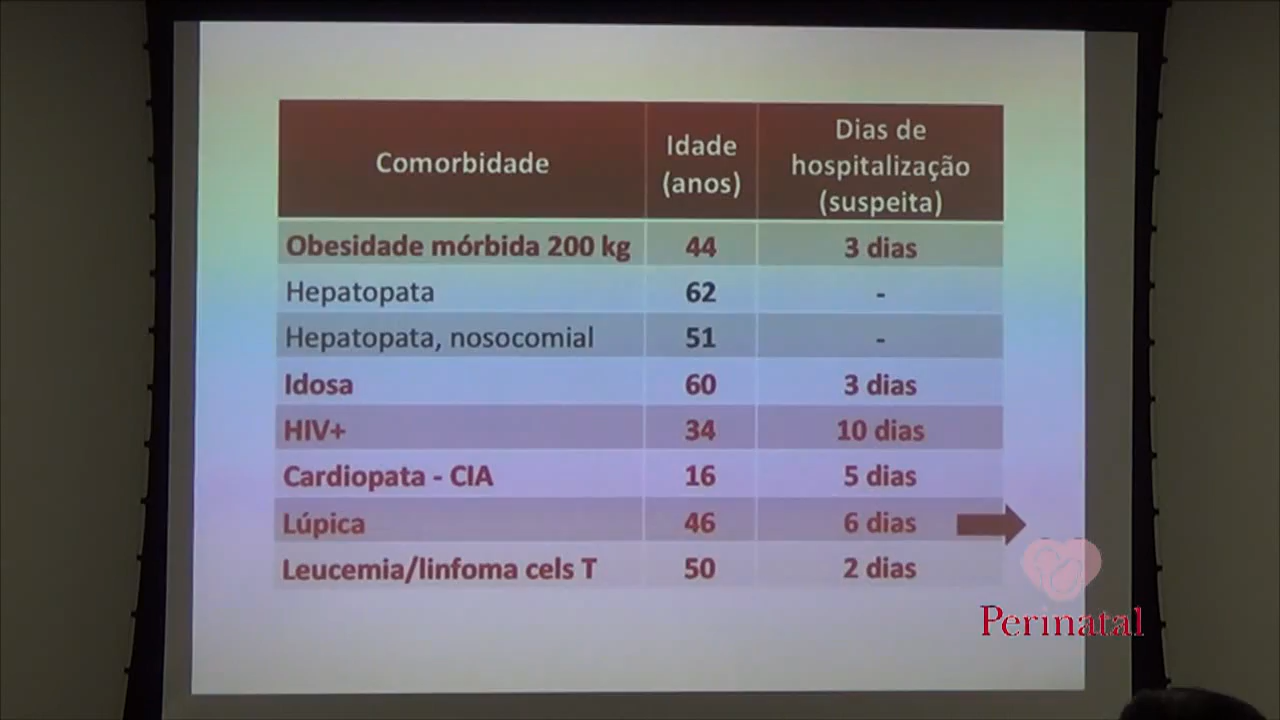 Comorbidade
Idade
(anos)
Dias de
hospitalização
(suspeita)
Obesidade mórbida 200 kg 44 3 dias
Hepatopata 62 -
Hepatopata, nosocomial 51 -
Idosa 60 3 dias
HIV+ 34 10 dias
Cardiopata - CIA 16 5 dias
Lúpica 46 6 dias
Leucemia/linfoma cels T 50 2 dias
Perinatal